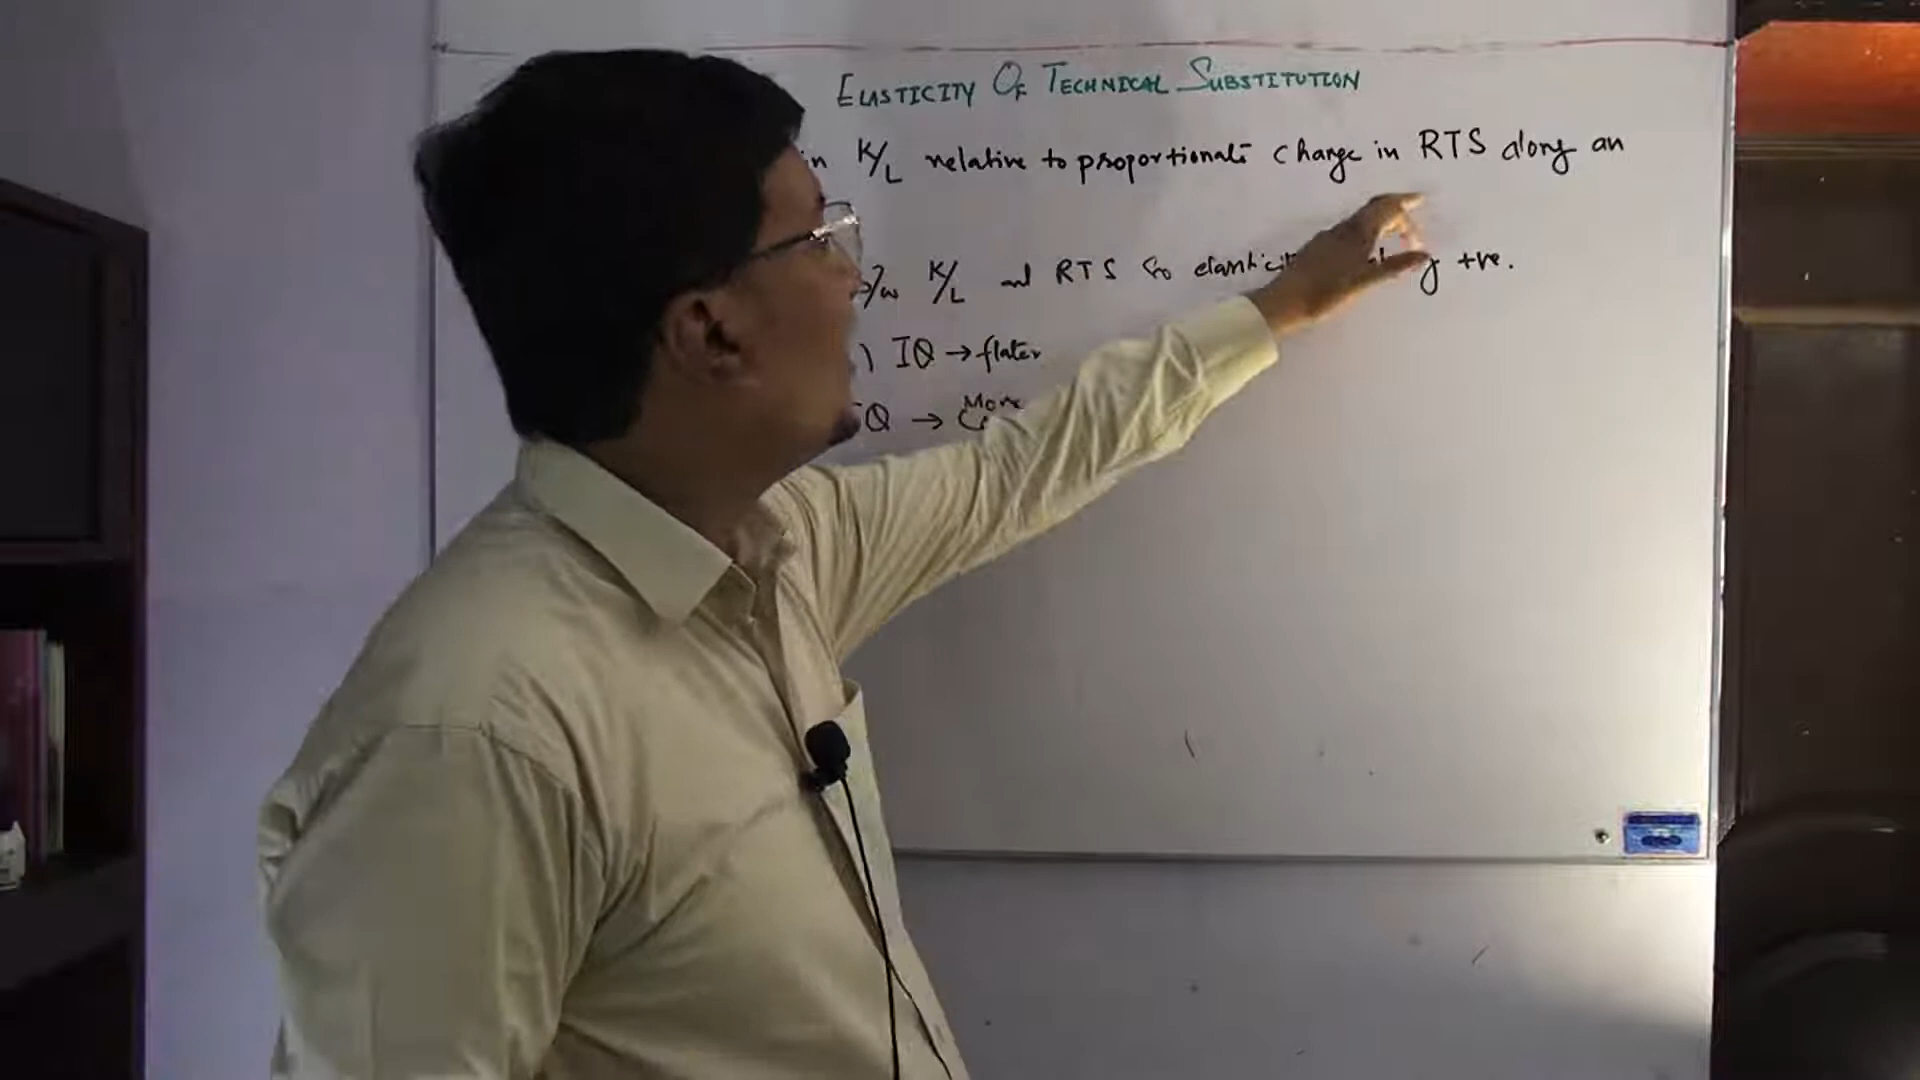 ELASTICITY OF TECHNICAL SUBSTITUTION
in K/L relative to proportionate change in RTS along an
b/w K/L and RTS so +ve.
IQ → flater
IQ → More